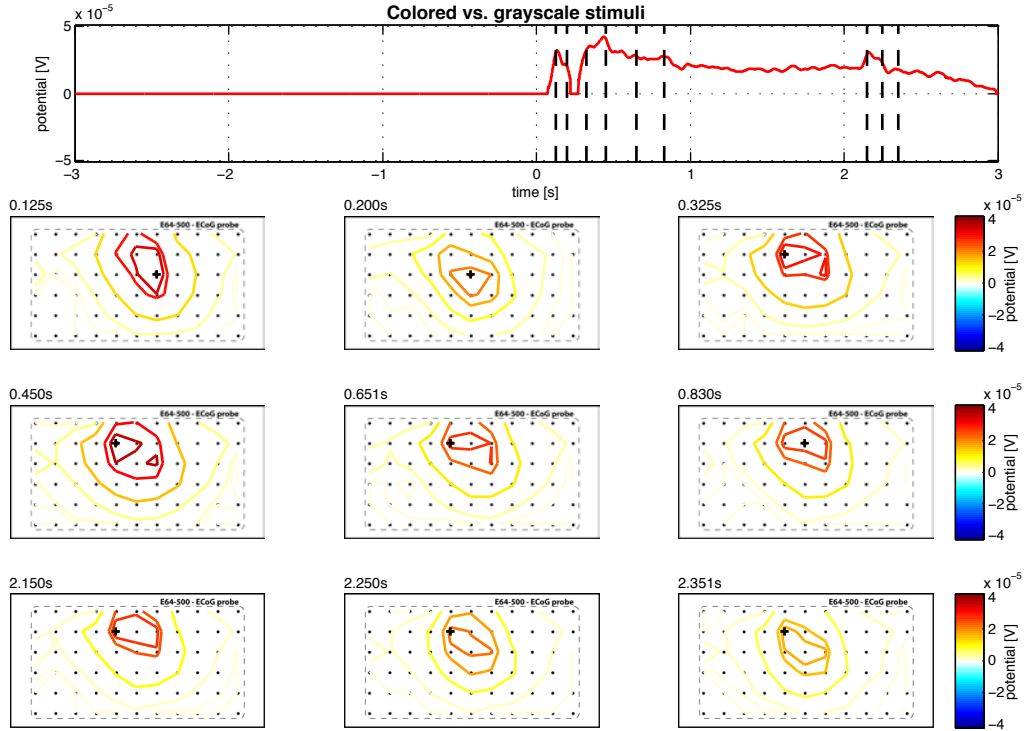 Colored vs. grayscale stimuli
x 10⁻⁵
5
0
−5
potential [V]
−3 −2 −1 0 1 2 3
time [s]
0.125s 0.200s 0.325s
E64-500 - ECoG probe E64-500 - ECoG probe E64-500 - ECoG probe
x 10⁻⁵
4
2
0
−2
−4
potential [V]
0.450s 0.651s 0.830s
E64-500 - ECoG probe E64-500 - ECoG probe E64-500 - ECoG probe
x 10⁻⁵
4
2
0
−2
−4
potential [V]
2.150s 2.250s 2.351s
E64-500 - ECoG probe E64-500 - ECoG probe E64-500 - ECoG probe
x 10⁻⁵
4
2
0
−2
−4
potential [V]